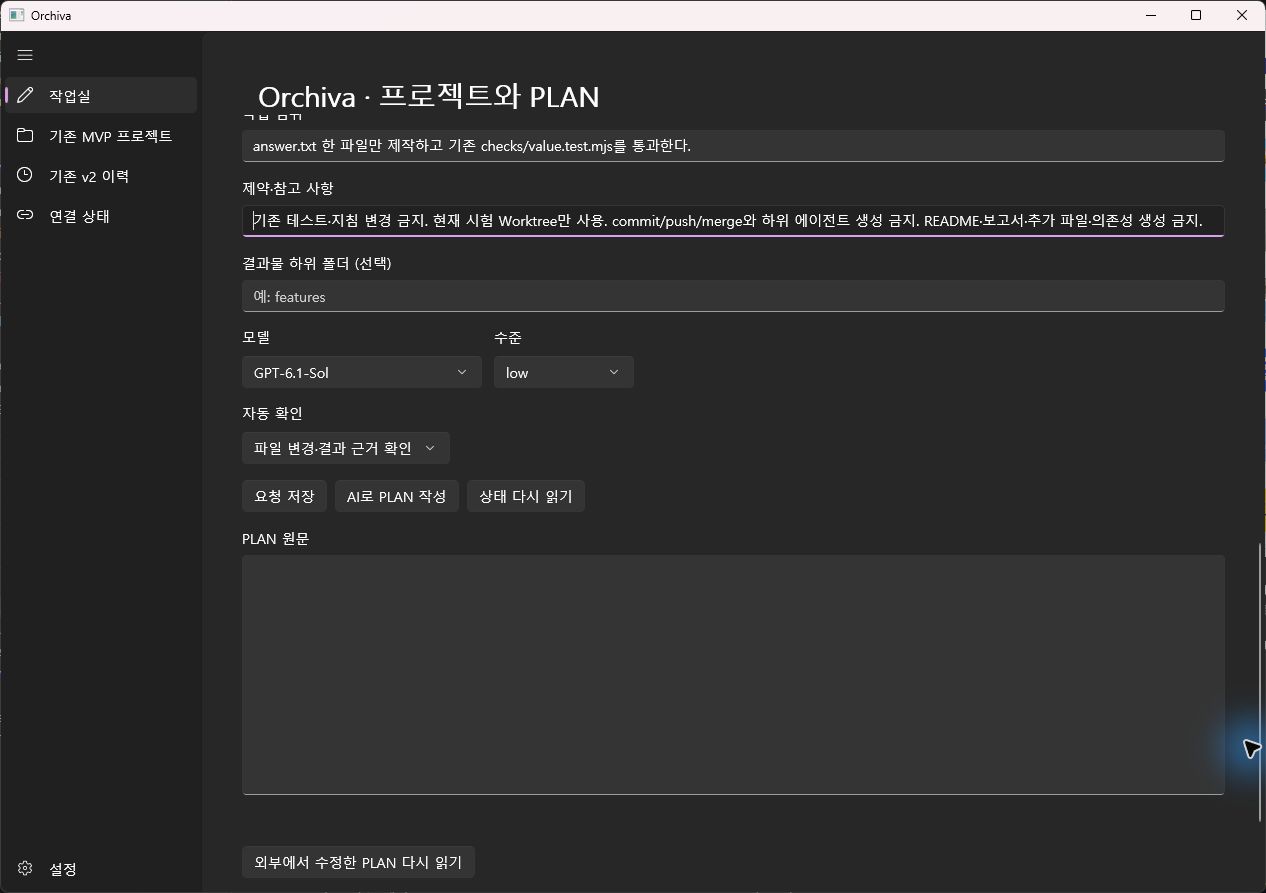 Orchiva
작업실
기존 MVP 프로젝트
기존 v2 이력
연결 상태
설정
Orchiva · 프로젝트와 PLAN
작업 범위
answer.txt 한 파일만 제작하고 기존 checks/value.test.mjs를 통과한다.
제약·참고 사항
기존 테스트·지침 변경 금지. 현재 시험 Worktree만 사용. commit/push/merge와 하위 에이전트 생성 금지. README·보고서·추가 파일·의존성 생성 금지.
결과물 하위 폴더 (선택)
예: features
모델
수준
GPT-6.1-Sol
low
자동 확인
파일 변경·결과 근거 확인
요청 저장
AI로 PLAN 작성
상태 다시 읽기
PLAN 원문
외부에서 수정한 PLAN 다시 읽기